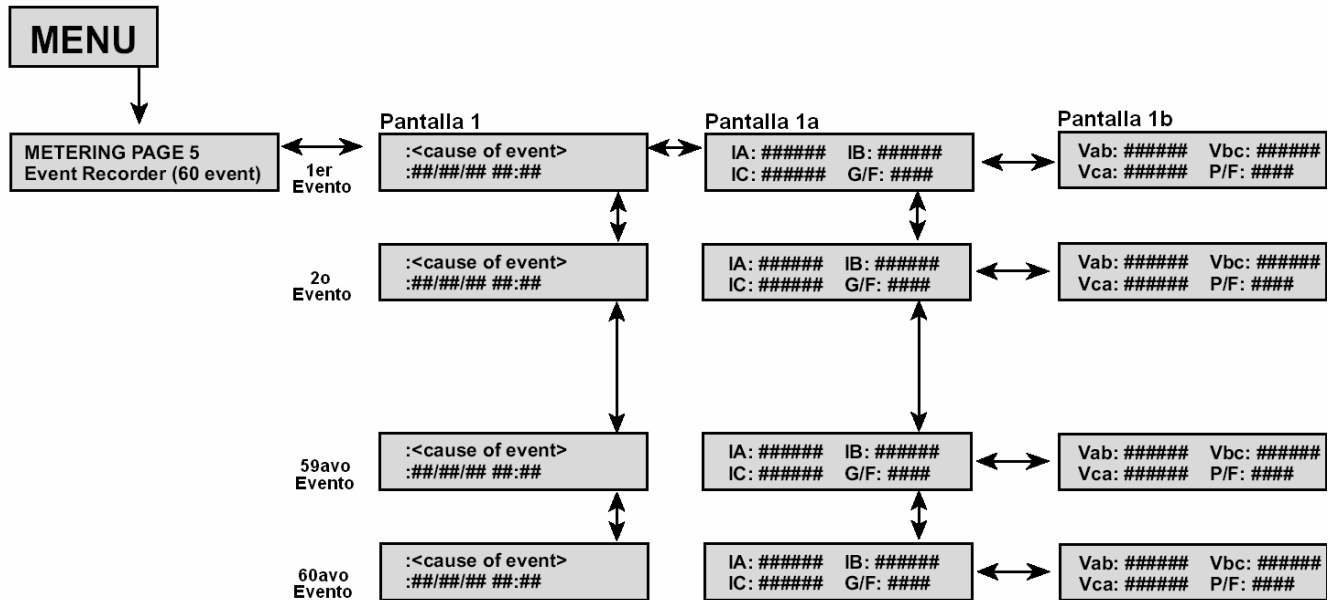 MENU
METERING PAGE 5
Event Recorder (60 event)
1er
Evento
Pantalla 1
:<cause of event>
:##/##/## ##:##
Pantalla 1a
IA: ###### IB: ######
IC: ###### G/F: ####
Pantalla 1b
Vab: ###### Vbc: ######
Vca: ###### P/F: ####
2o
Evento
:<cause of event>
:##/##/## ##:##
IA: ###### IB: ######
IC: ###### G/F: ####
Vab: ###### Vbc: ######
Vca: ###### P/F: ####
59avo
Evento
:<cause of event>
:##/##/## ##:##
IA: ###### IB: ######
IC: ###### G/F: ####
Vab: ###### Vbc: ######
Vca: ###### P/F: ####
60avo
Evento
:<cause of event>
:##/##/## ##:##
IA: ###### IB: ######
IC: ###### G/F: ####
Vab: ###### Vbc: ######
Vca: ###### P/F: ####